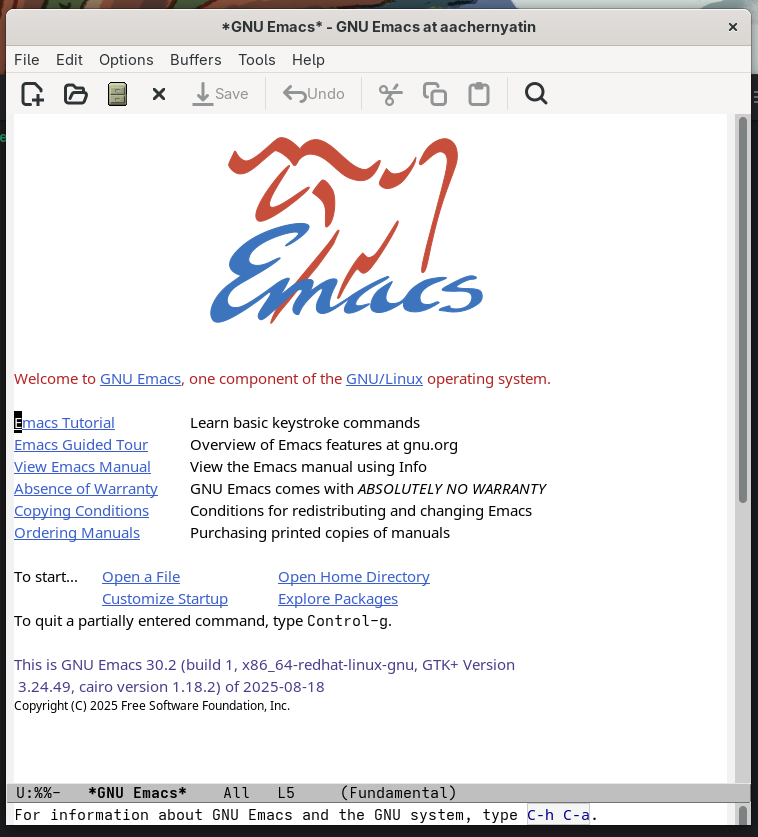 *GNU Emacs* - GNU Emacs at aachernyatin
File Edit Options Buffers Tools Help
Save Undo
Emacs
Welcome to GNU Emacs, one component of the GNU/Linux operating system.
Emacs Tutorial Learn basic keystroke commands
Emacs Guided Tour Overview of Emacs features at gnu.org
View Emacs Manual View the Emacs manual using Info
Absence of Warranty GNU Emacs comes with ABSOLUTELY NO WARRANTY
Copying Conditions Conditions for redistributing and changing Emacs
Ordering Manuals Purchasing printed copies of manuals
To start... Open a File Open Home Directory
Customize Startup Explore Packages
To quit a partially entered command, type Control-g.
This is GNU Emacs 30.2 (build 1, x86_64-redhat-linux-gnu, GTK+ Version
3.24.49, cairo version 1.18.2) of 2025-08-18
Copyright (C) 2025 Free Software Foundation, Inc.
U:%%- *GNU Emacs* All L5 (Fundamental)
For information about GNU Emacs and the GNU system, type C-h C-a.